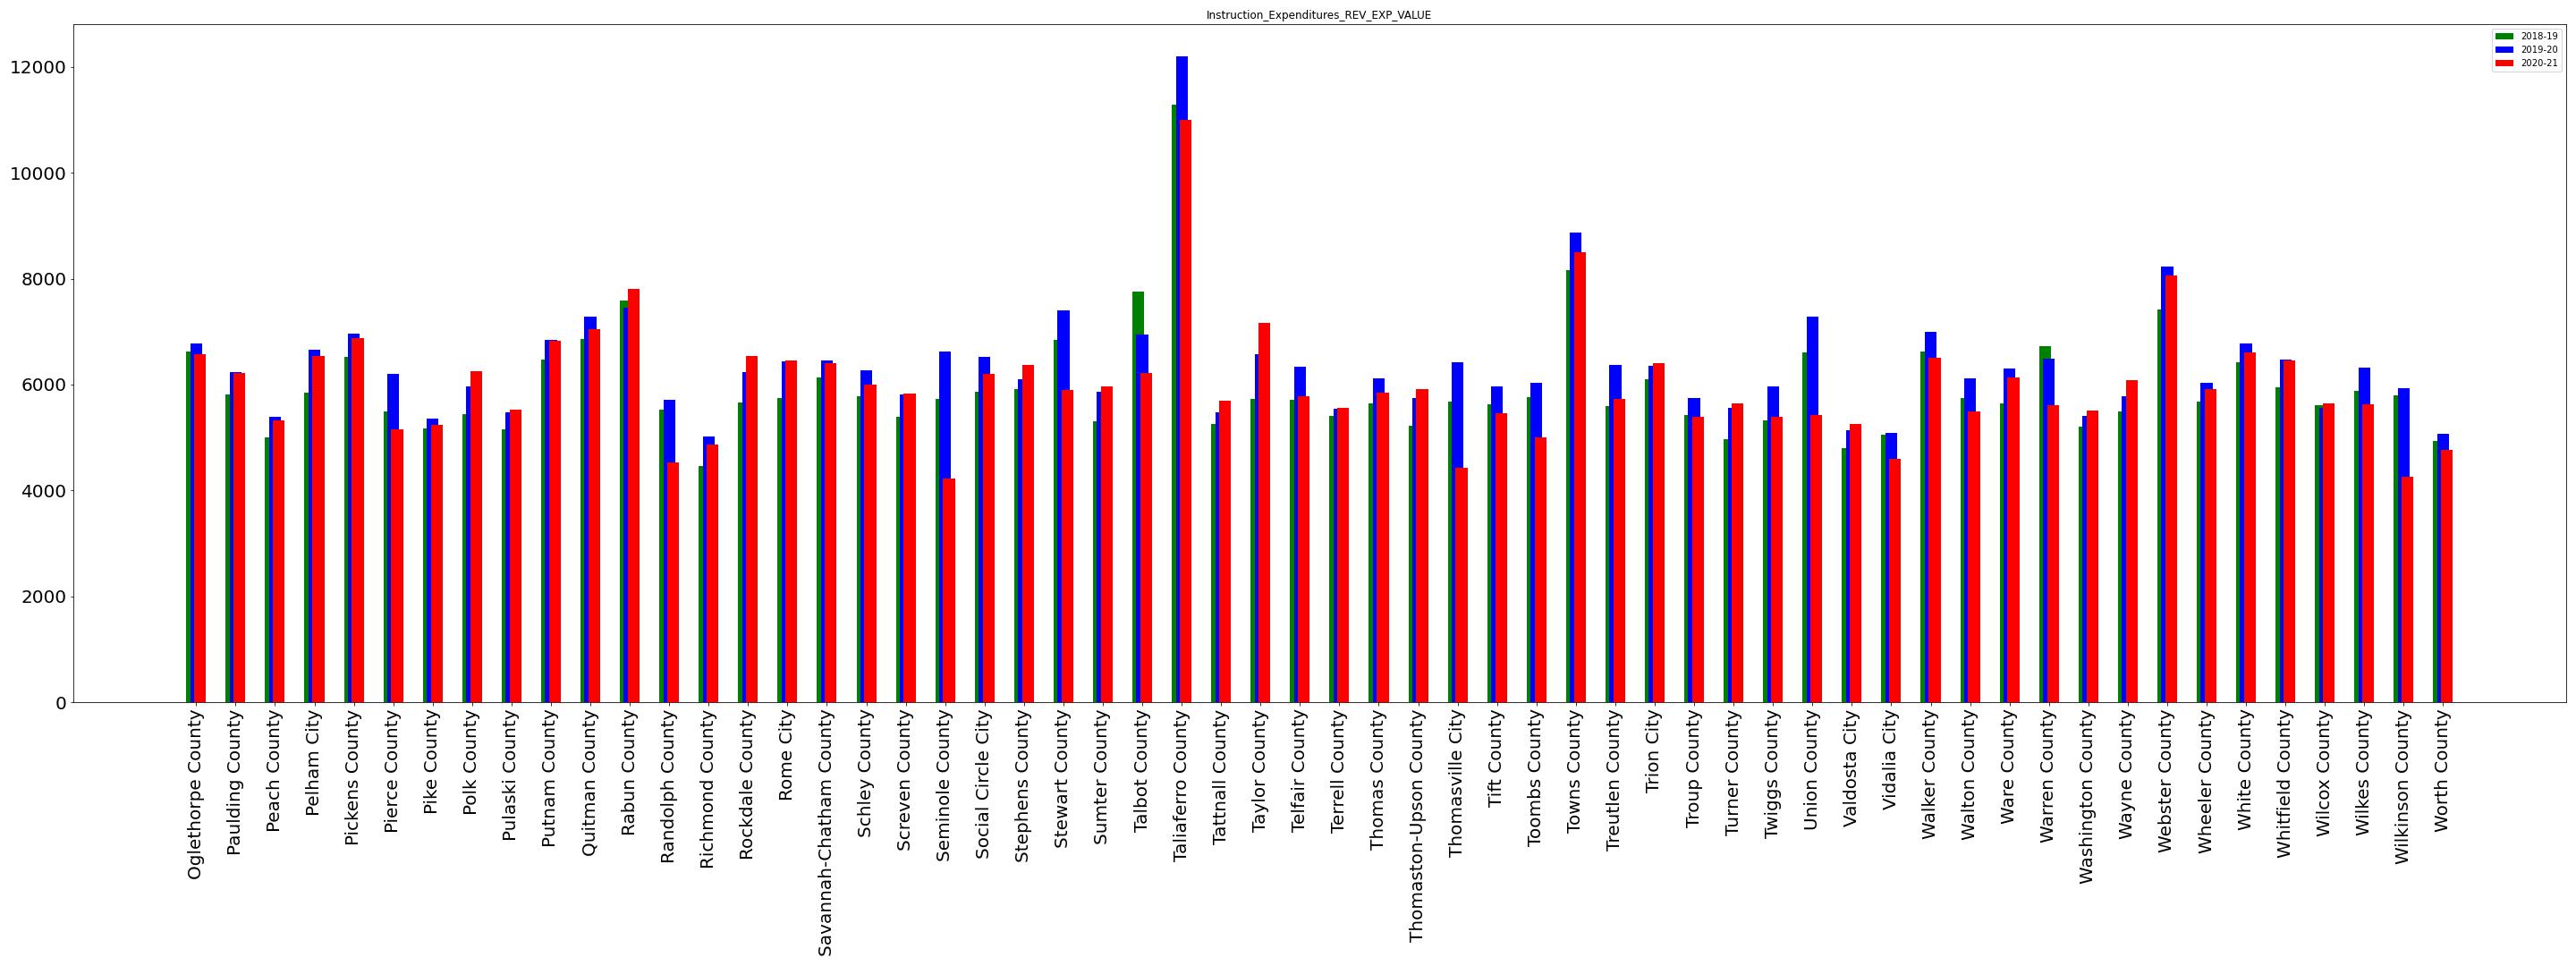 Instruction_Expenditures_REV_EXP_VALUE
2018-19
2019-20
2020-21
12000
10000
8000
6000
4000
2000
0
Oglethorpe County
Paulding County
Peach County
Pelham City
Pickens County
Pierce County
Pike County
Polk County
Pulaski County
Putnam County
Quitman County
Rabun County
Randolph County
Richmond County
Rockdale County
Rome City
Savannah-Chatham County
Schley County
Screven County
Seminole County
Social Circle City
Stephens County
Stewart County
Sumter County
Talbot County
Taliaferro County
Tattnall County
Taylor County
Telfair County
Terrell County
Thomas County
Thomaston-Upson County
Thomasville City
Tift County
Toombs County
Towns County
Treutlen County
Trion City
Troup County
Turner County
Twiggs County
Union County
Valdosta City
Vidalia City
Walker County
Walton County
Ware County
Warren County
Washington County
Wayne County
Webster County
Wheeler County
White County
Whitfield County
Wilcox County
Wilkes County
Wilkinson County
Worth County